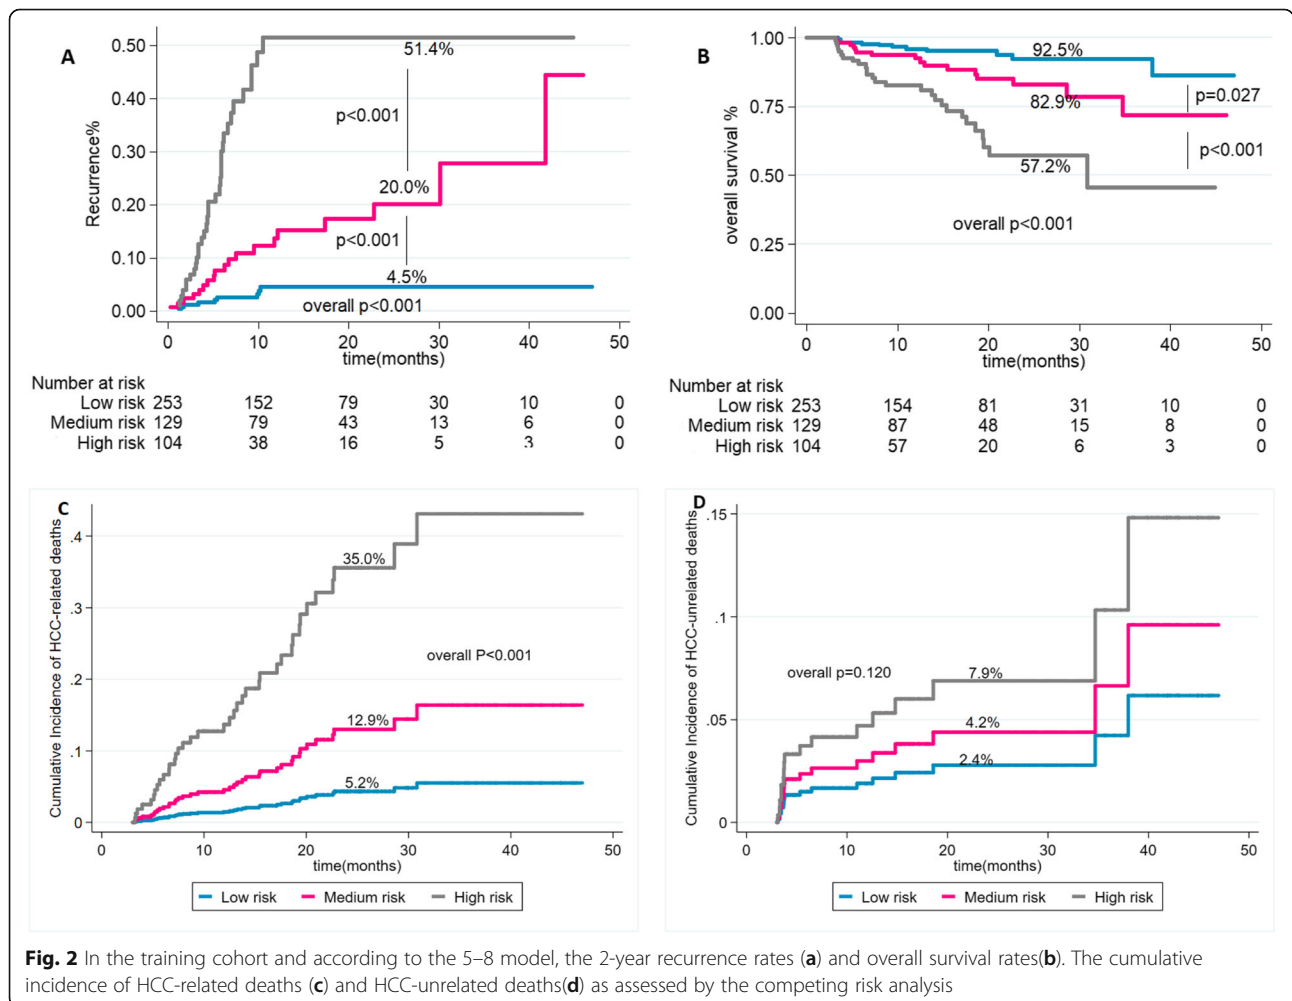 A
Recurrence%
0.50
0.40
0.30
0.20
0.10
0.00
51.4%
p<0.001
20.0%
p<0.001
4.5%
overall p<0.001
0 10 20 30 40 50
time(months)
Number at risk
Low risk 253 152 79 30 10 0
Medium risk 129 79 43 13 6 0
High risk 104 38 16 5 3 0
B
overall survival %
1.00
0.75
0.50
0.25
0.00
92.5%
p=0.027
82.9%
p<0.001
57.2%
overall p<0.001
0 10 20 30 40 50
time(months)
Number at risk
Low risk 253 154 81 31 10 0
Medium risk 129 87 48 15 8 0
High risk 104 57 20 6 3 0
C
Cumulative Incidence of HCC-related deaths
.4
.3
.2
.1
0
35.0%
overall P<0.001
12.9%
5.2%
0 10 20 30 40 50
time(months)
Low risk Medium risk High risk
D
Cumulative Incidence of HCC-unrelated deaths
.15
.1
.05
0
overall p=0.120
7.9%
4.2%
2.4%
0 10 20 30 40 50
time(months)
Low risk Medium risk High risk
Fig. 2 In the training cohort and according to the 5–8 model, the 2-year recurrence rates (a) and overall survival rates(b). The cumulative
incidence of HCC-related deaths (c) and HCC-unrelated deaths(d) as assessed by the competing risk analysis